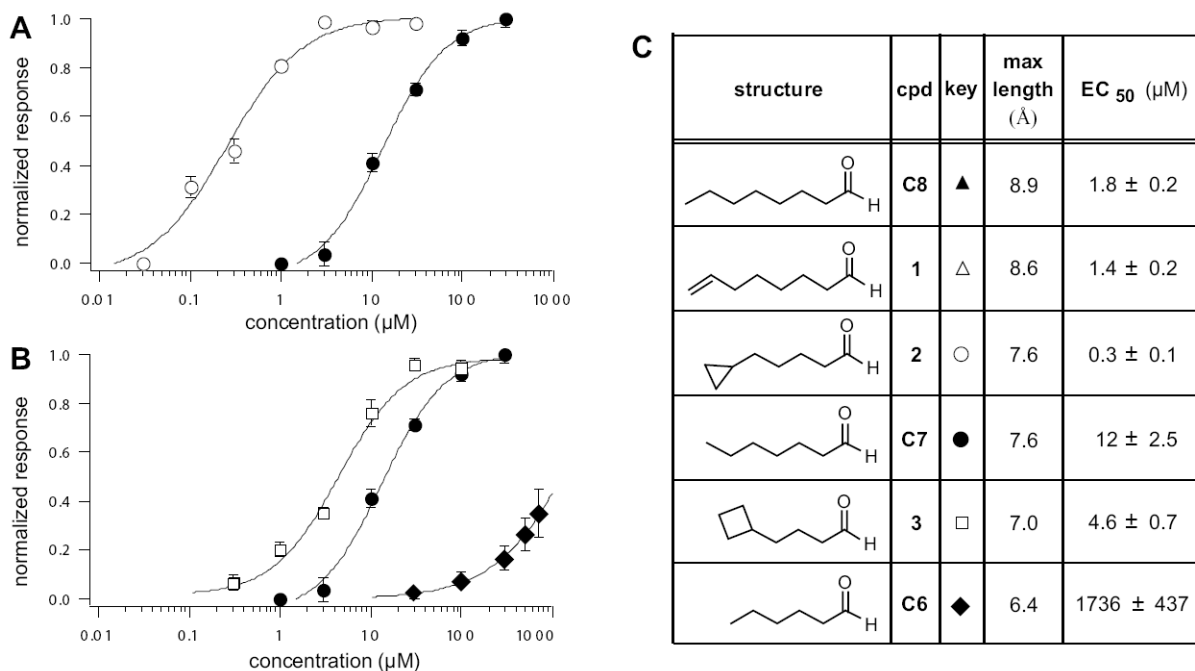 A
normalized response
1.0
0.8
0.6
0.4
0.2
0.0
0.01 0.1 1 10 100 1000
concentration (µM)
B
normalized response
1.0
0.8
0.6
0.4
0.2
0.0
0.01 0.1 1 10 100 1000
concentration (µM)
C
structure cpd key max length (Å) EC 50 (µM)
O H C8 8.9 1.8 ± 0.2
O H 1 8.6 1.4 ± 0.2
O H 2 7.6 0.3 ± 0.1
O H C7 7.6 12 ± 2.5
O H 3 7.0 4.6 ± 0.7
O H C6 6.4 1736 ± 437